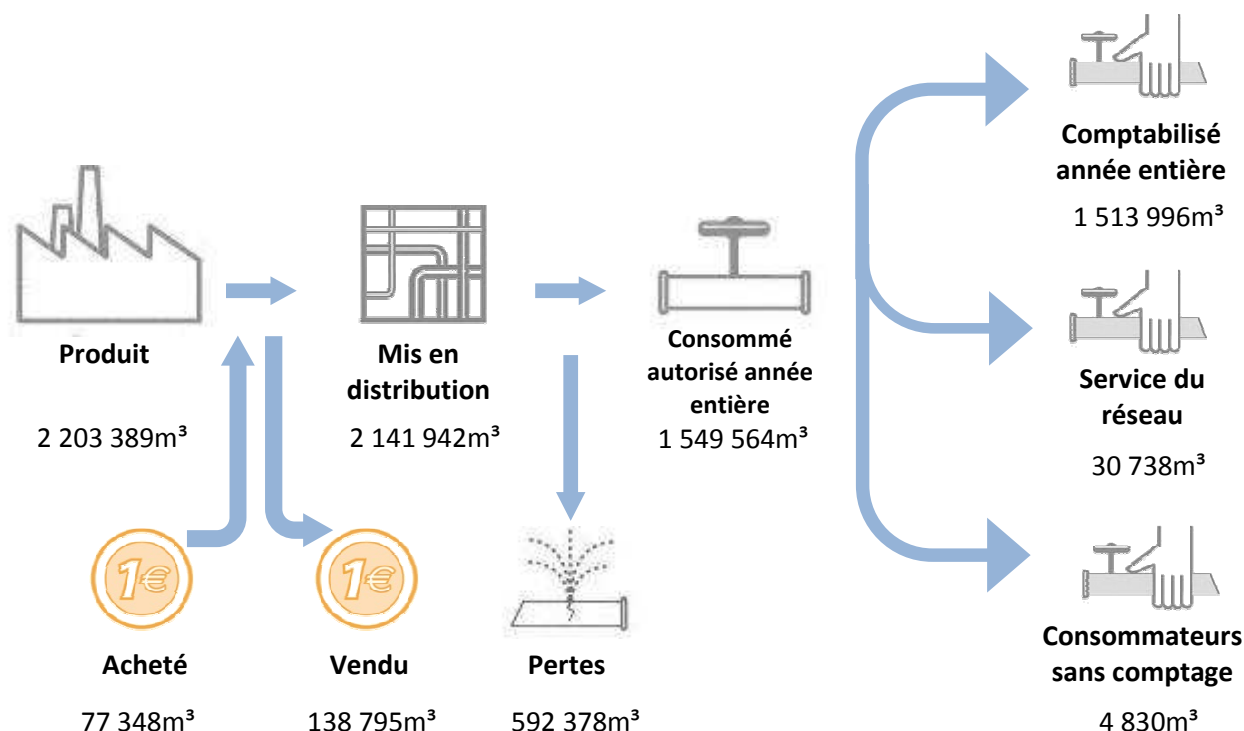 Produit
2 203 389m³
Acheté
77 348m³
1€
Vendu
138 795m³
1€
Mis en
distribution
2 141 942m³
Pertes
592 378m³
Consommé
autorisé année
entière
1 549 564m³
Comptabilisé
année entière
1 513 996m³
Service du
réseau
30 738m³
Consommateurs
sans comptage
4 830m³